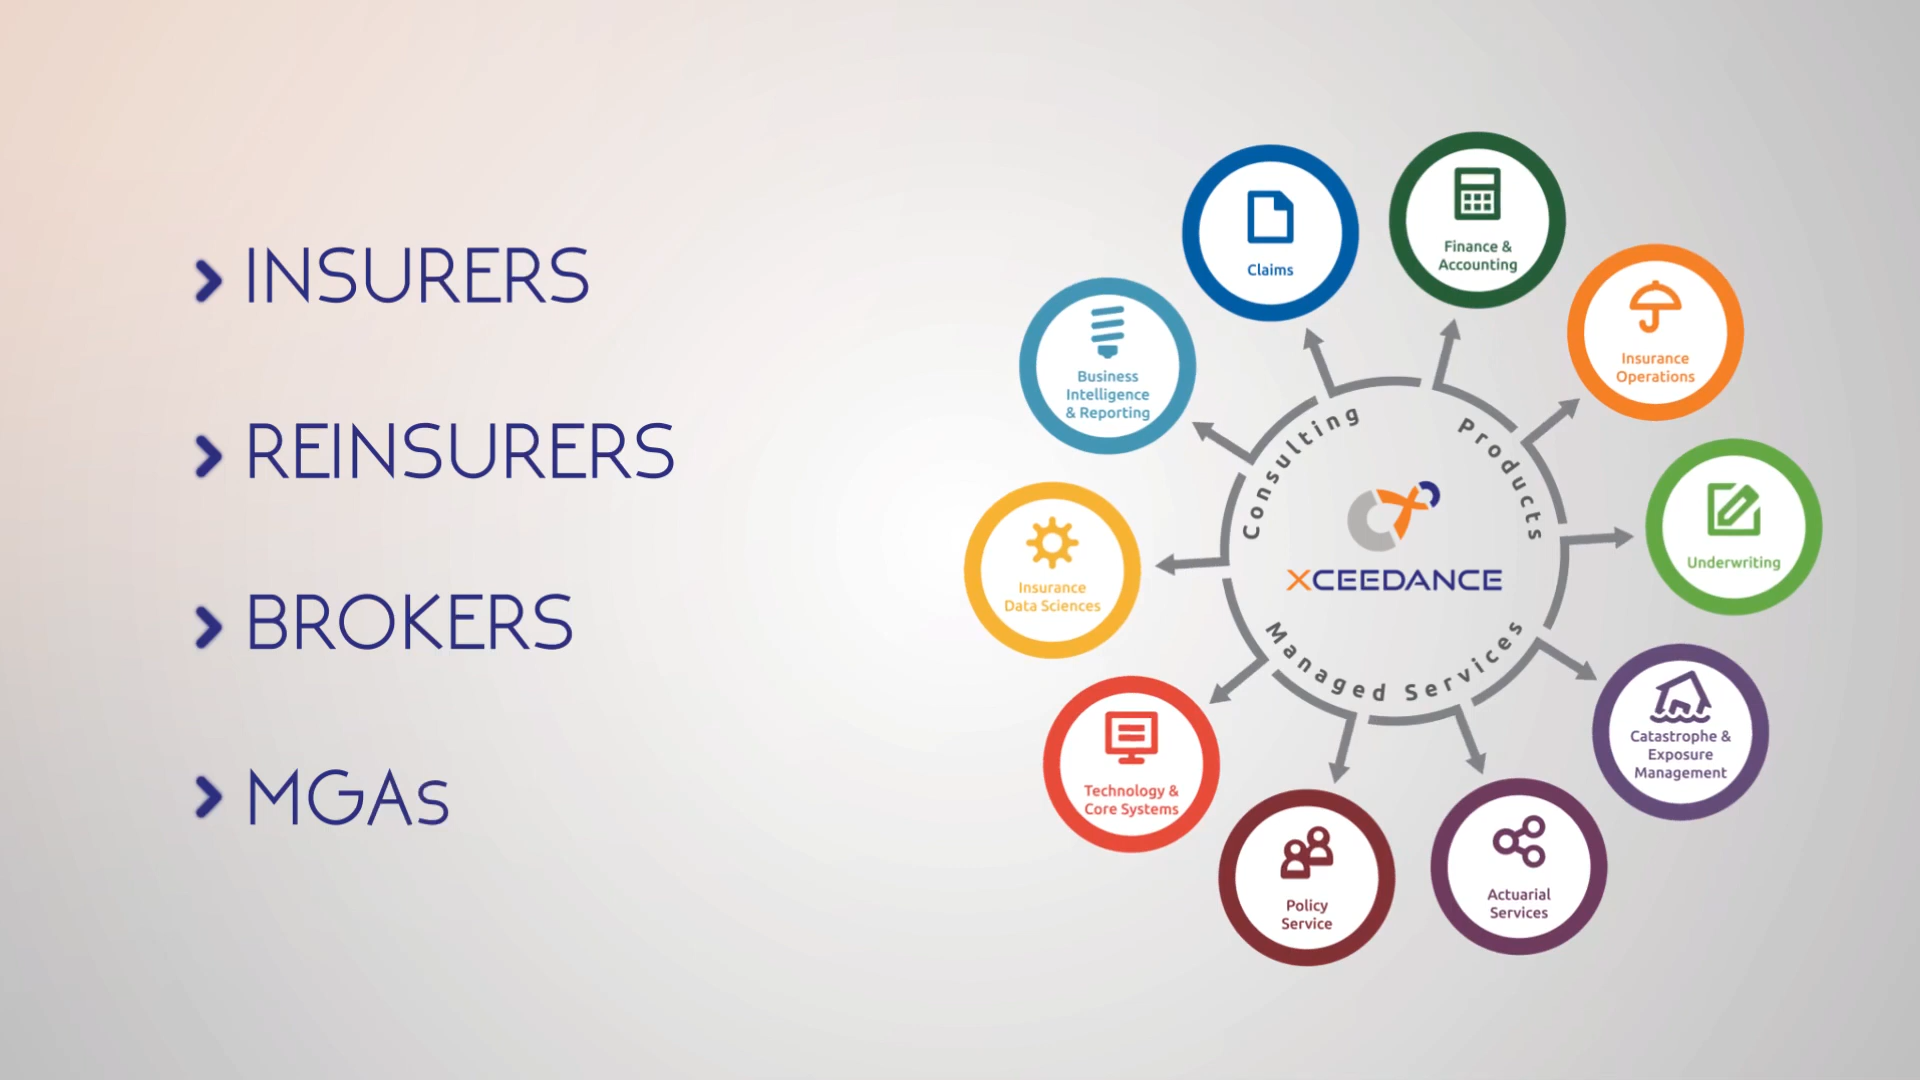 INSURERS
REINSURERS
BROKERS
MGAs
Claims
Finance &
Accounting
Insurance
Operations
Underwriting
Catastrophe &
Exposure
Management
Actuarial
Services
Policy
Service
Technology &
Core Systems
Insurance
Data Sciences
Business
Intelligence
& Reporting
Consulting
Products
Managed Services
XCEEDANCE